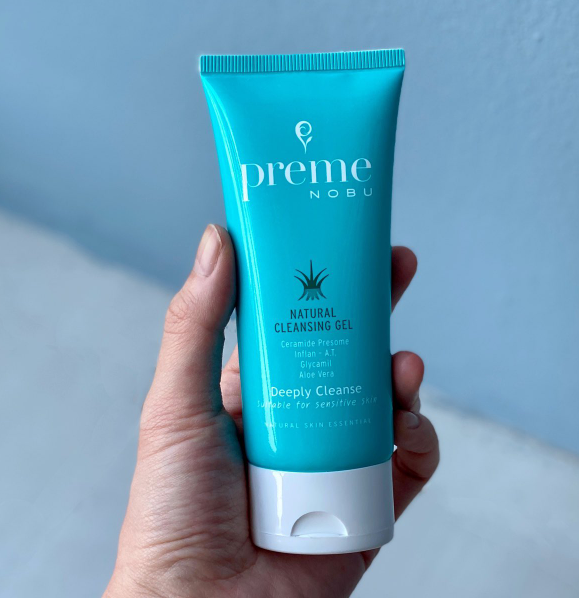 preme
NOBU
NATURAL
CLEANSING GEL
Ceramide Presome
Inflan - A.T.
Glycamil
Aloe Vera
Deeply Cleanse
Suitable for sensitive skin
NATURAL SKIN ESSENTIAL